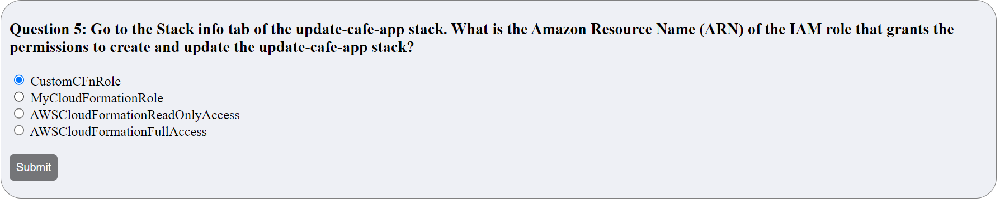 Question 5: Go to the Stack info tab of the update-cafe-app stack. What is the Amazon Resource Name (ARN) of the IAM role that grants the
permissions to create and update the update-cafe-app stack?
CustomCFnRole
MyCloudFormationRole
AWSCloudFormationReadOnlyAccess
AWSCloudFormationFullAccess
Submit